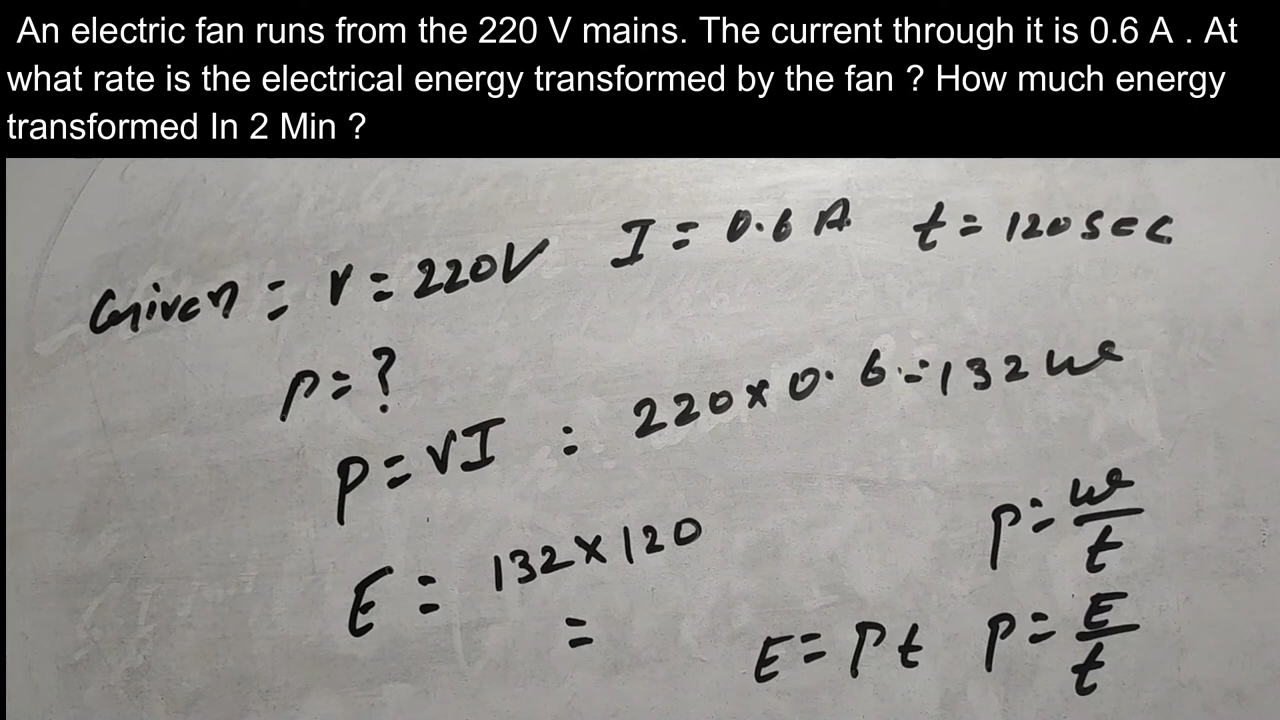 An electric fan runs from the 220 V mains. The current through it is 0.6 A . At
what rate is the electrical energy transformed by the fan ? How much energy
transformed In 2 Min ?
Given = V = 220V I = 0.6 A t = 120 sec
P = ?
P = VI = 220 x 0.6 = 132 w
E = 132 x 120
=
P = w/t
E = Pt P = E/t